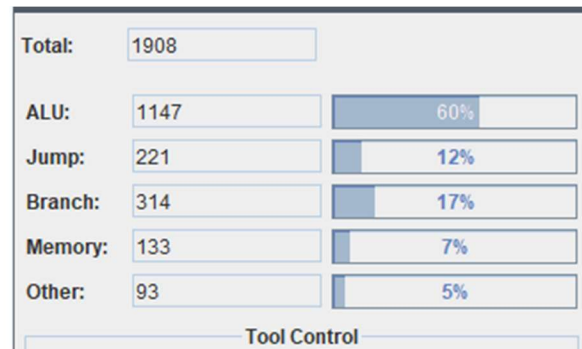 Total: 1908
ALU: 1147 60%
Jump: 221 12%
Branch: 314 17%
Memory: 133 7%
Other: 93 5%
Tool Control